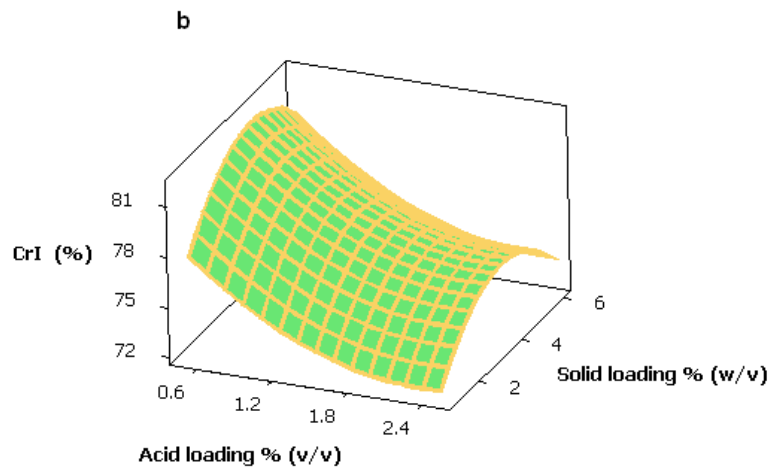 b
81
CrI (%)
78
75
72
0.6
1.2
1.8
2.4
Acid loading % (v/v)
2
4
6
Solid loading % (w/v)